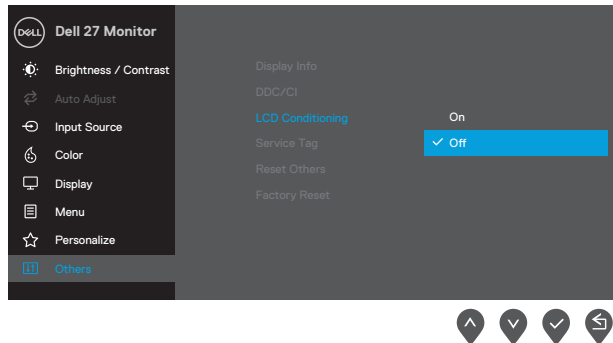 DELL
Dell 27 Monitor
Brightness / Contrast
Auto Adjust
Input Source
Color
Display
Menu
Personalize
Others
Display Info
DDC/CI
LCD Conditioning
Service Tag
Reset Others
Factory Reset
On
Off